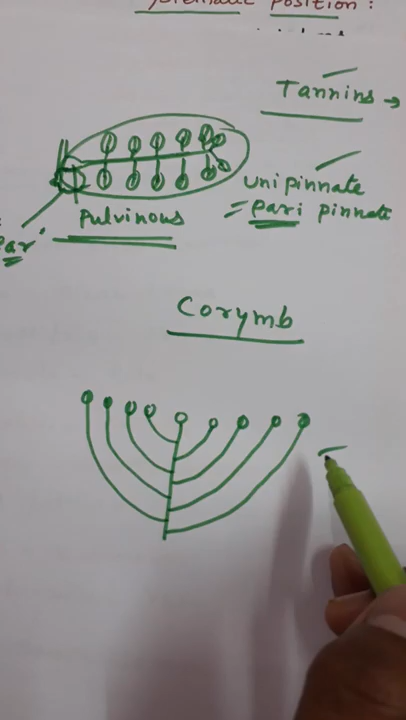 Position :
Tannins →
unipinnate
= pari pinnate
Pulvinous
Corymb